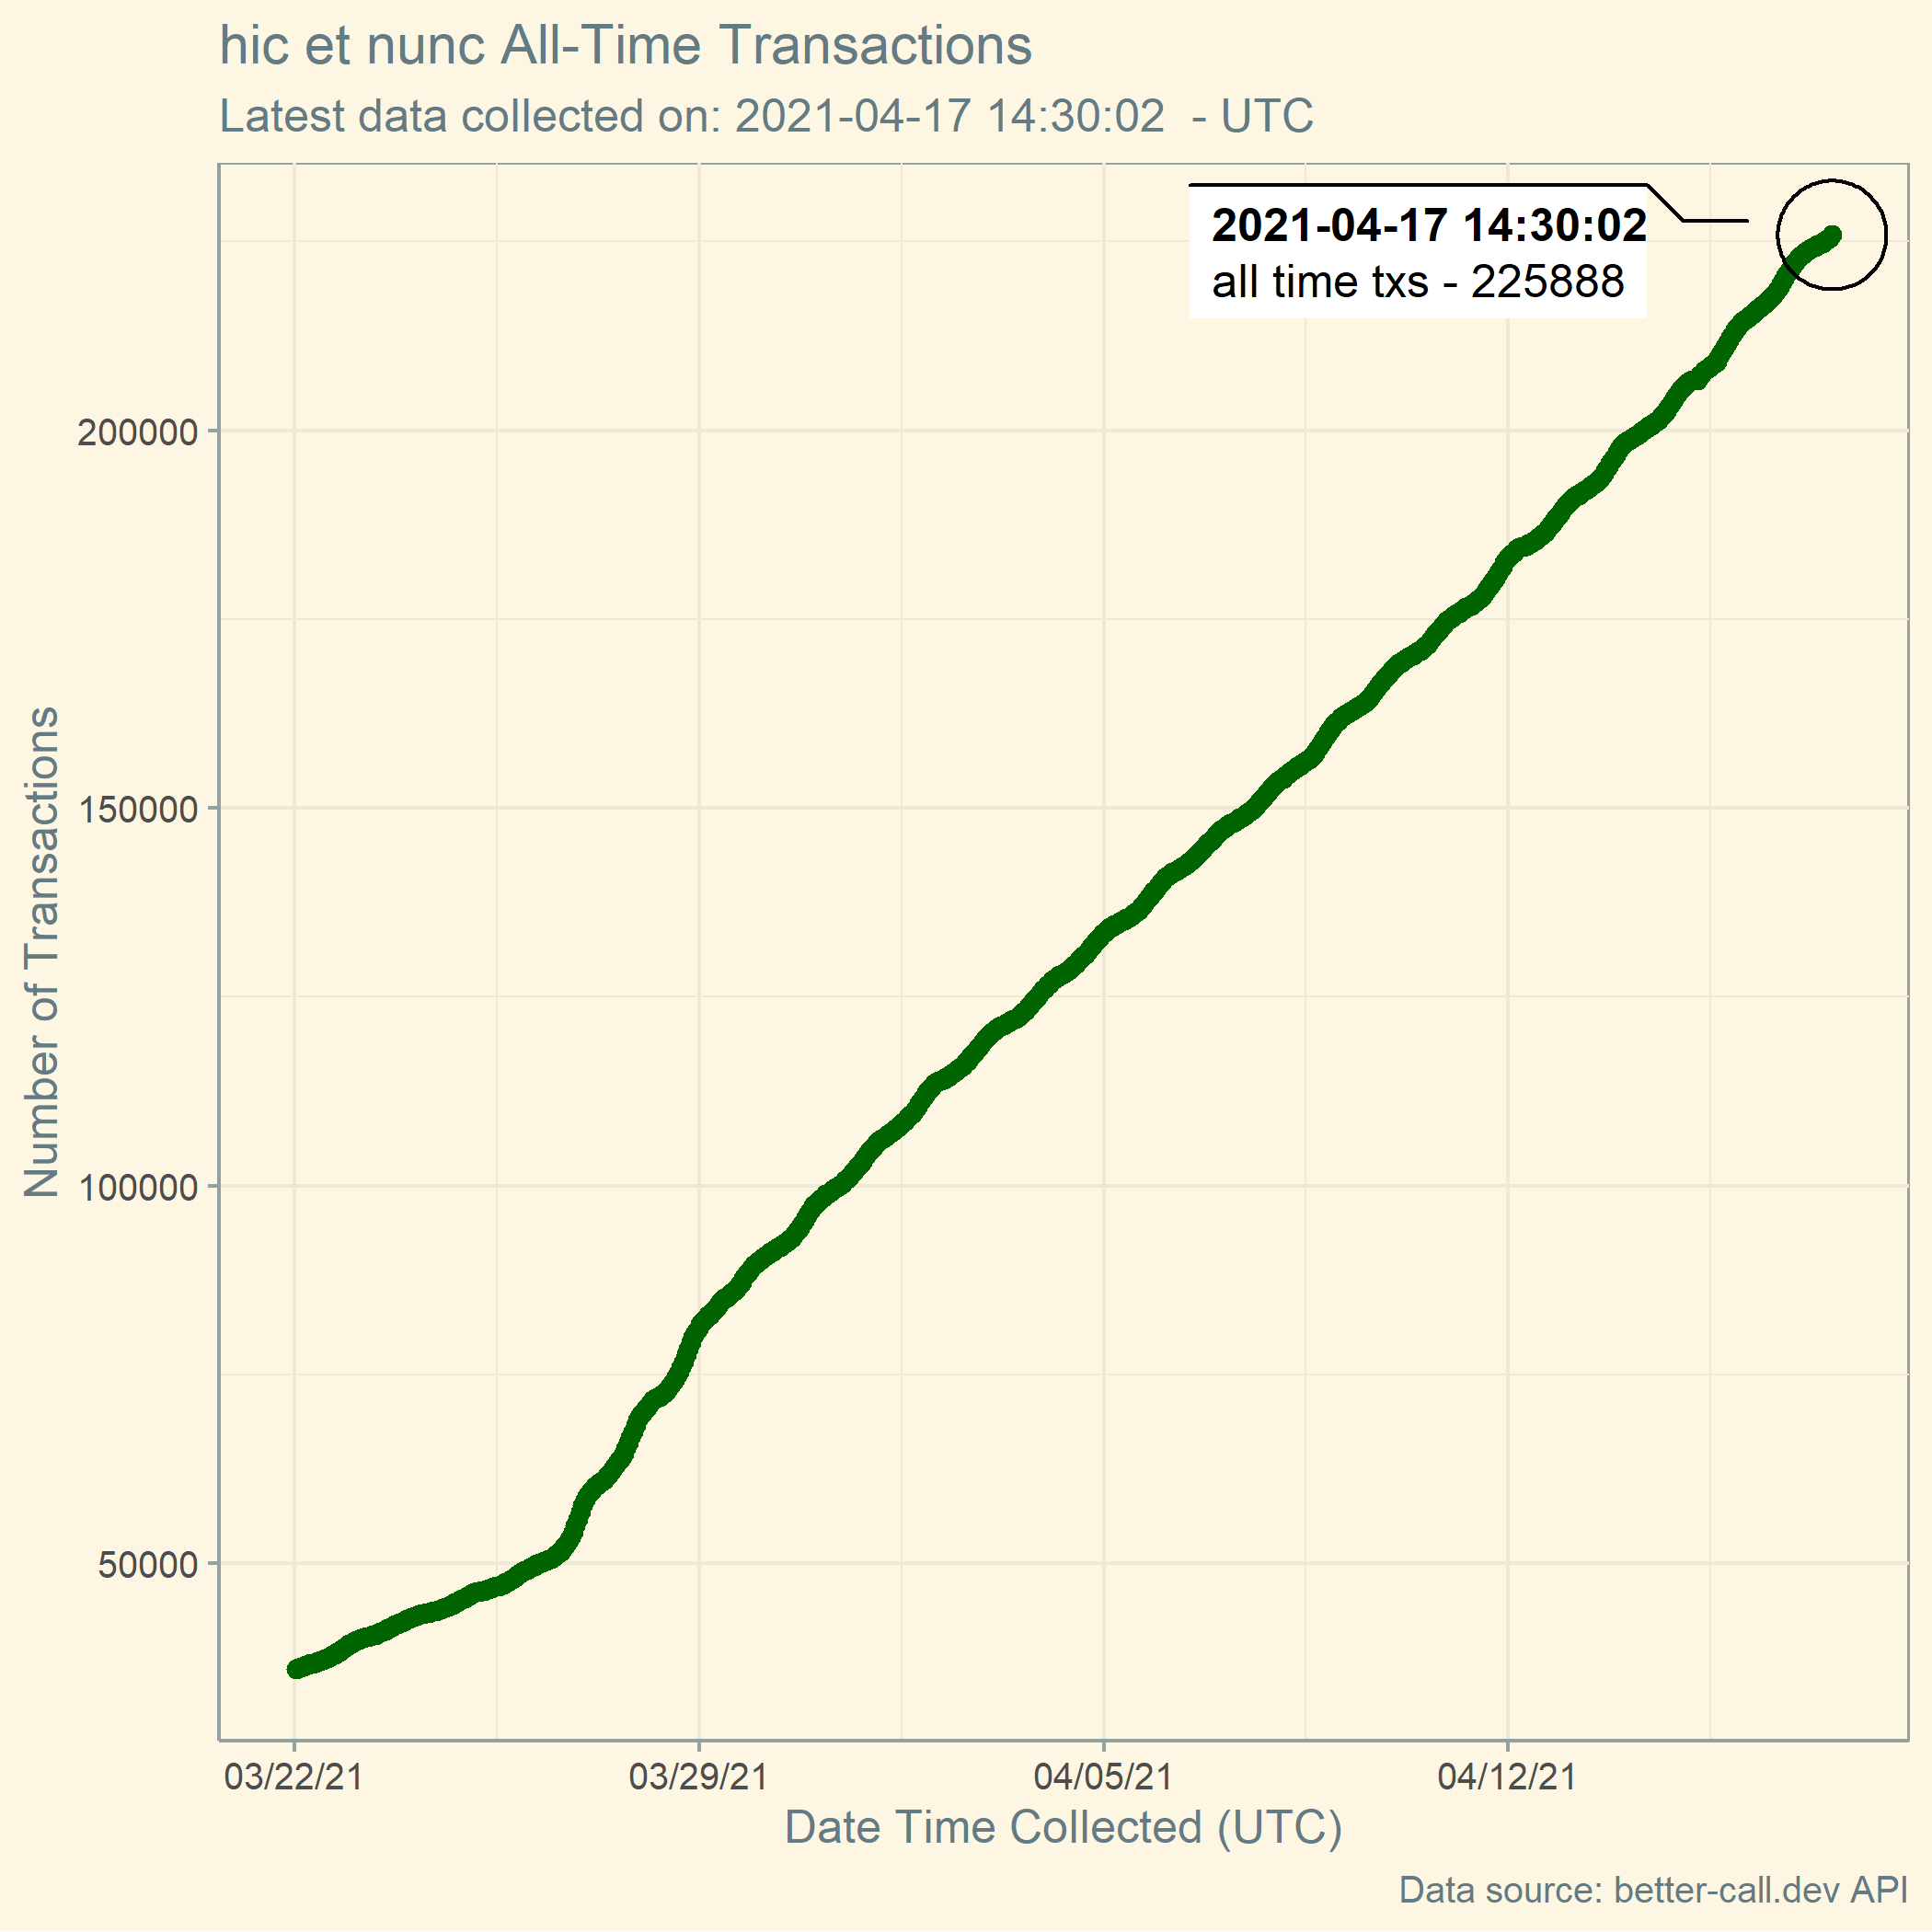 hic et nunc All-Time Transactions
Latest data collected on: 2021-04-17 14:30:02  - UTC
2021-04-17 14:30:02
all time txs - 225888
Number of Transactions
200000
150000
100000
50000
03/22/21
03/29/21
04/05/21
04/12/21
Date Time Collected (UTC)
Data source: better-call.dev API